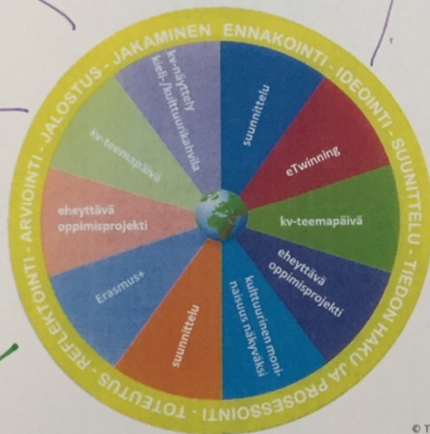 ENNAKOINTI - IDEOINTI - SUUNNITTELU - TIEDON HAKU JA PROSESSOINTI - TOTEUTUS - REFLEKTOINTI - ARVIOINTI - JALOSTUS - JAKAMINEN
suunnittelu
eTwinning
kv-teemapäivä
eheyttävä
oppimisprojekti
kulttuurinen moni-
naisuus näkyväksi
suunnittelu
Erasmus+
eheyttävä
oppimisprojekti
kv-teemapäivä
kv-näyttely
kieli-/kulttuurikahvila
© T